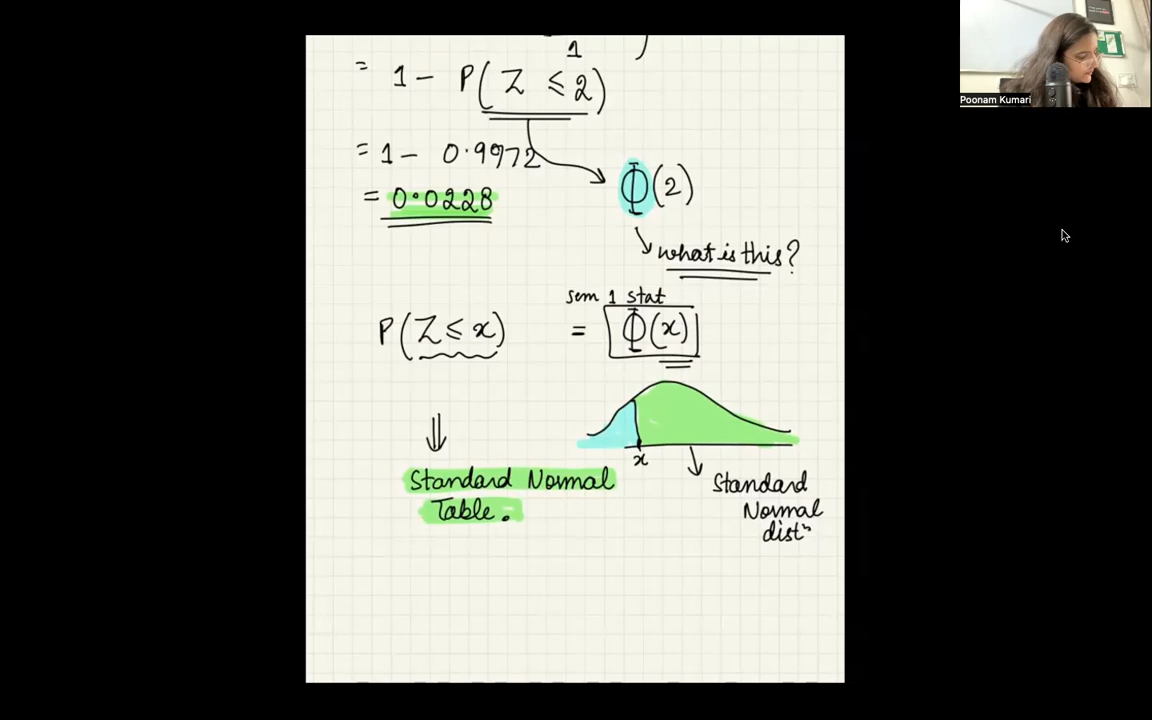 1 )
= 1 - P(Z ≤ 2)
= 1 - 0.9972
= 0.0228
Φ(2)
what is this?
sem 1 stat
P(Z ≤ x) = Φ(x)
x
Standard Normal
Table.
Standard
Normal
distⁿ
Poonam Kumari